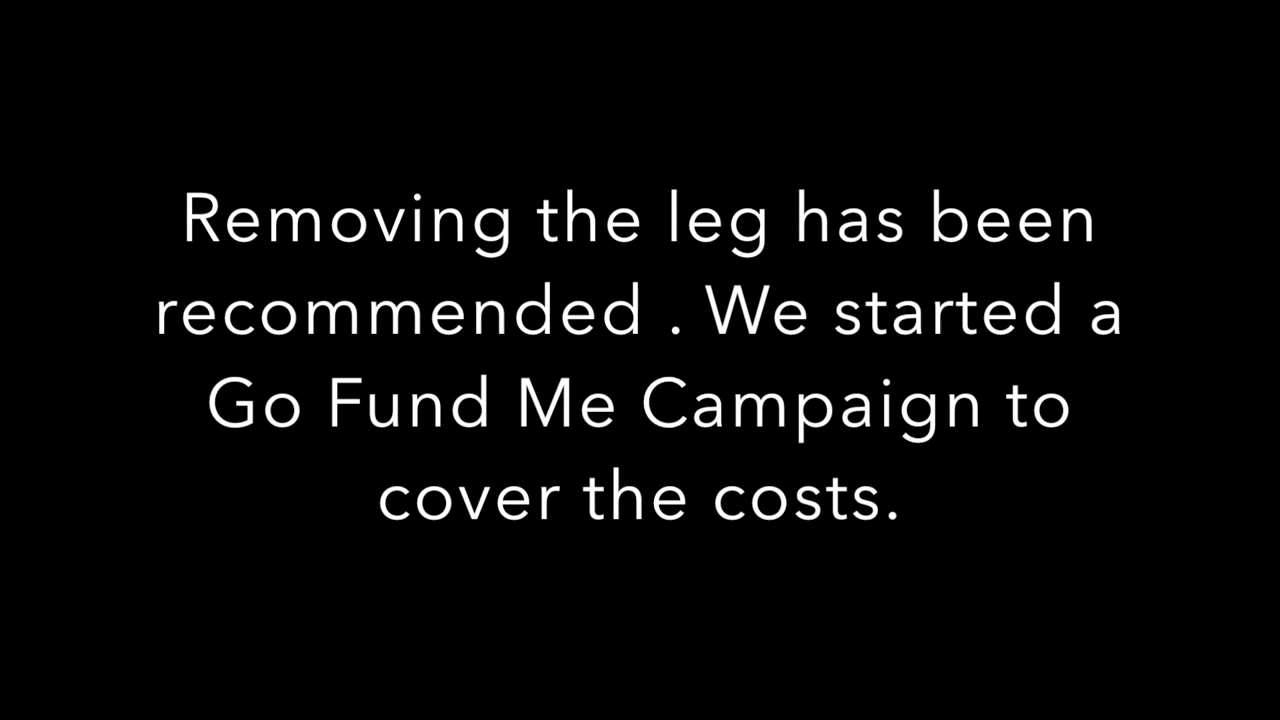 Removing the leg has been
recommended . We started a
Go Fund Me Campaign to
cover the costs.